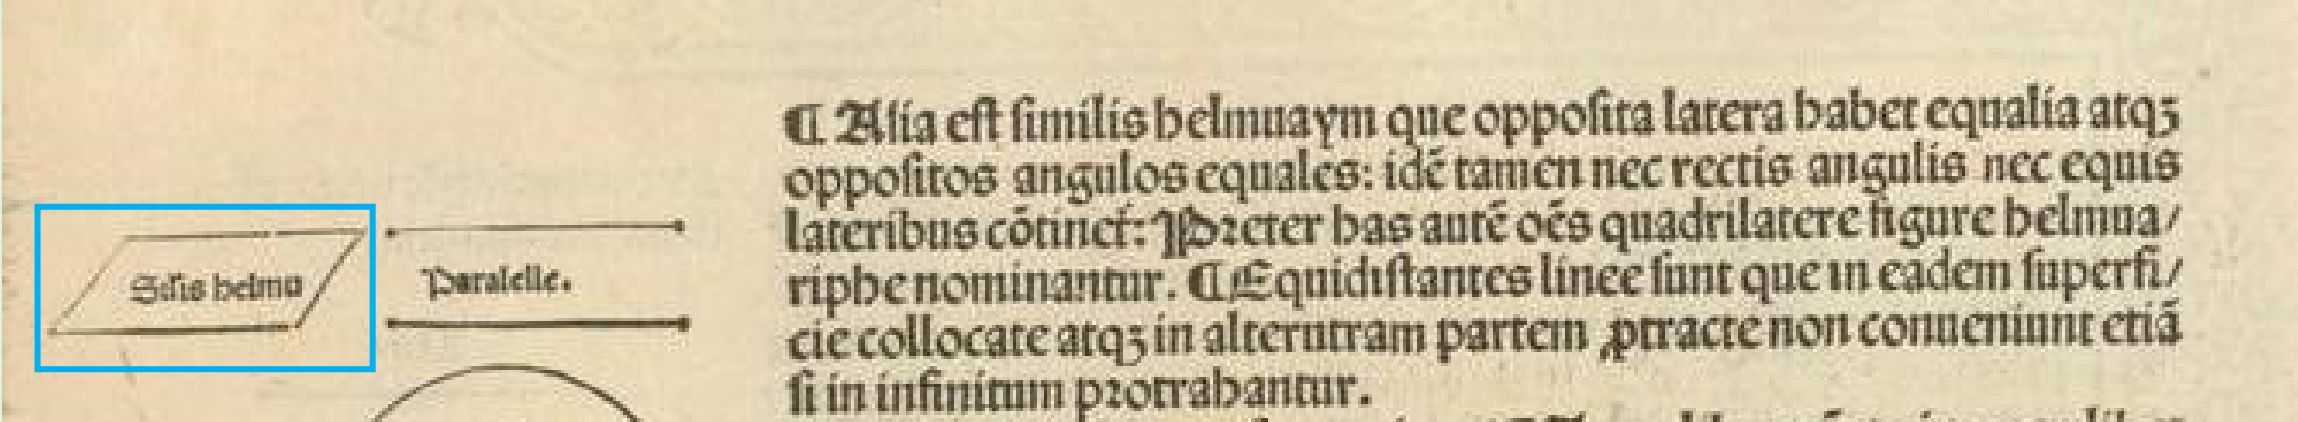 ¶ Alia est similis helmuaym que opposita latera habet equalia atqꝫ
oppositos angulos equales: idē tamen nec rectis angulis nec equis
lateribus cōtinet᷑: Preter has autē oēs quadrilatere figure helmua/
riphe nominantur. ¶ Equidistantes linee sunt que in eadem superfi/
cie collocate atqꝫ in alterutram partem ꝓtracte non conueniunt etiā
si in infinitum protrahantur.
Silis helmu
Paralelle.